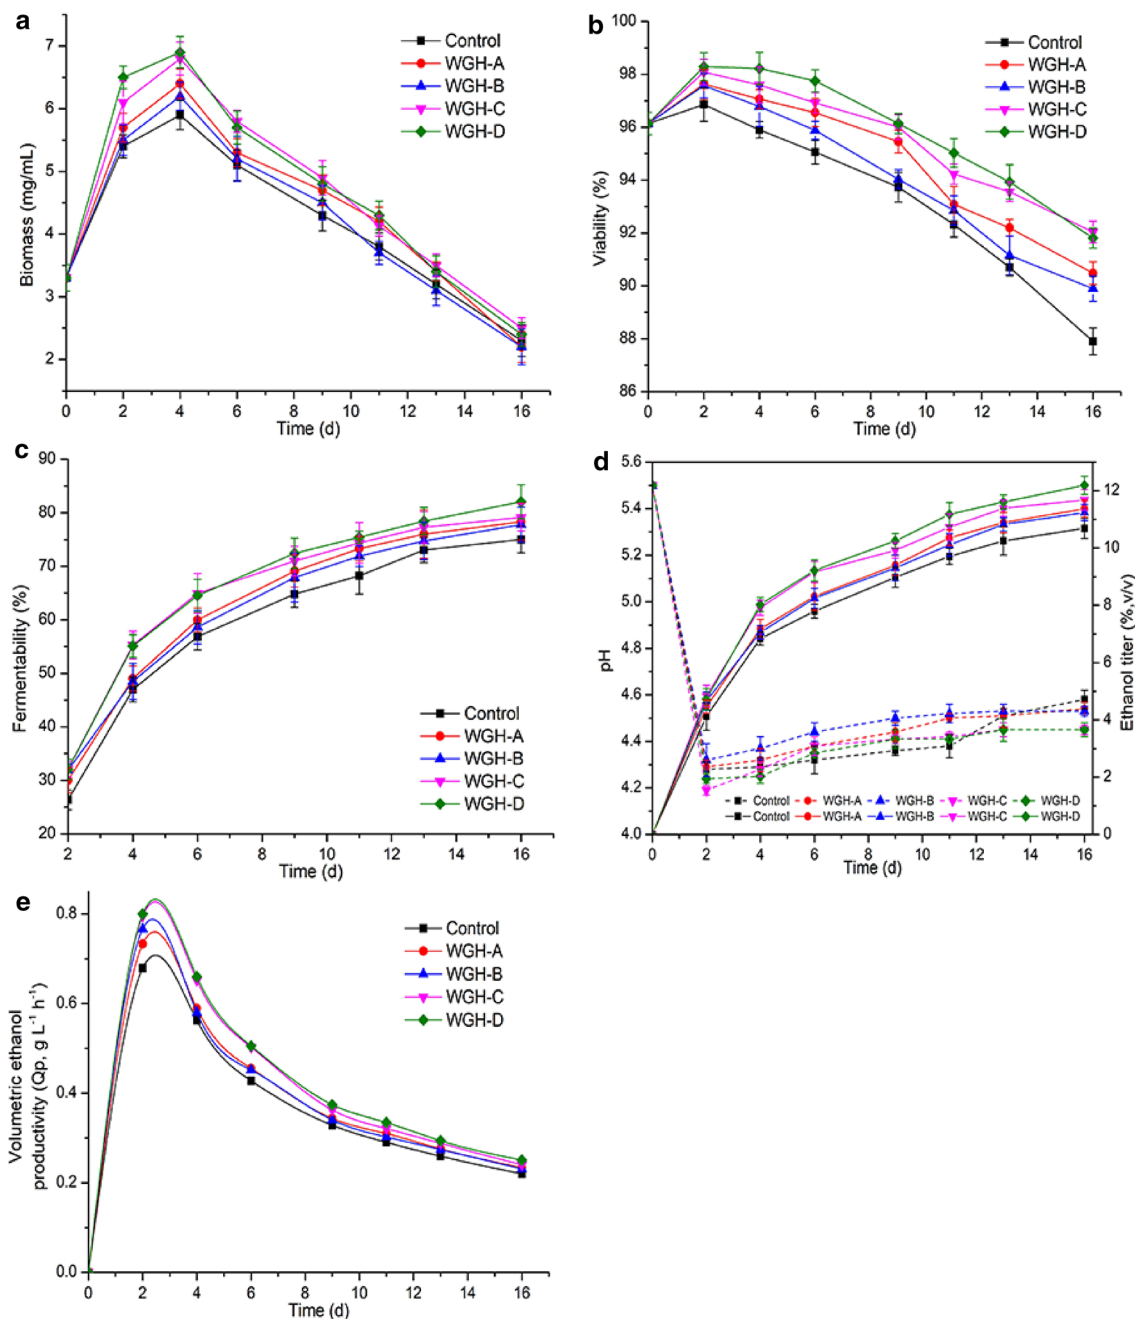 a
Biomass (mg/mL)
7
6
5
4
3
2
0 2 4 6 8 10 12 14 16
Time (d)
Control
WGH-A
WGH-B
WGH-C
WGH-D
b
Viability (%)
100
98
96
94
92
90
88
86
0 2 4 6 8 10 12 14 16
Time (d)
Control
WGH-A
WGH-B
WGH-C
WGH-D
c
Fermentability (%)
90
80
70
60
50
40
30
20
2 4 6 8 10 12 14 16
Time (d)
Control
WGH-A
WGH-B
WGH-C
WGH-D
d
pH
5.6
5.4
5.2
5.0
4.8
4.6
4.4
4.2
4.0
0 2 4 6 8 10 12 14 16
Time (d)
Ethanol titer (%,v/v)
12
10
8
6
4
2
0
Control WGH-A WGH-B WGH-C WGH-D
Control WGH-A WGH-B WGH-C WGH-D
e
Volumetric ethanol
productivity (Qp, g L⁻¹ h⁻¹)
0.8
0.6
0.4
0.2
0.0
0 2 4 6 8 10 12 14 16
Time (d)
Control
WGH-A
WGH-B
WGH-C
WGH-D